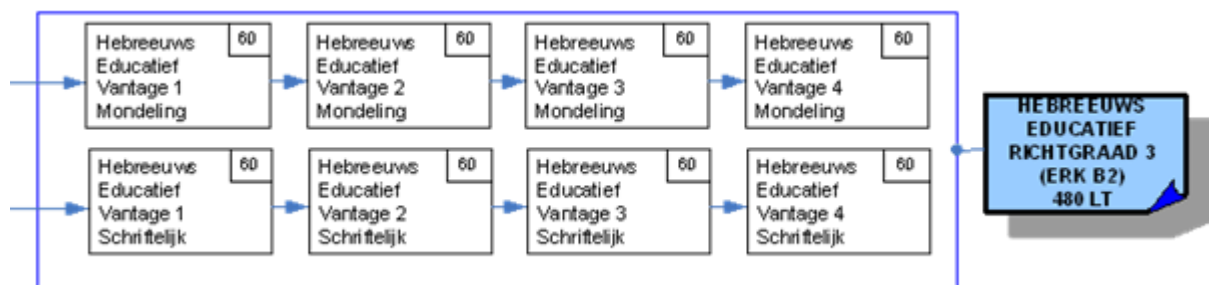 Hebreeuws 60
Educatief
Vantage 1
Mondeling
Hebreeuws 60
Educatief
Vantage 2
Mondeling
Hebreeuws 60
Educatief
Vantage 3
Mondeling
Hebreeuws 60
Educatief
Vantage 4
Mondeling
Hebreeuws 60
Educatief
Vantage 1
Schriftelijk
Hebreeuws 60
Educatief
Vantage 2
Schriftelijk
Hebreeuws 60
Educatief
Vantage 3
Schriftelijk
Hebreeuws 60
Educatief
Vantage 4
Schriftelijk
HEBREEUWS
EDUCATIEF
RICHTGRAAD 3
(ERK B2)
480 LT